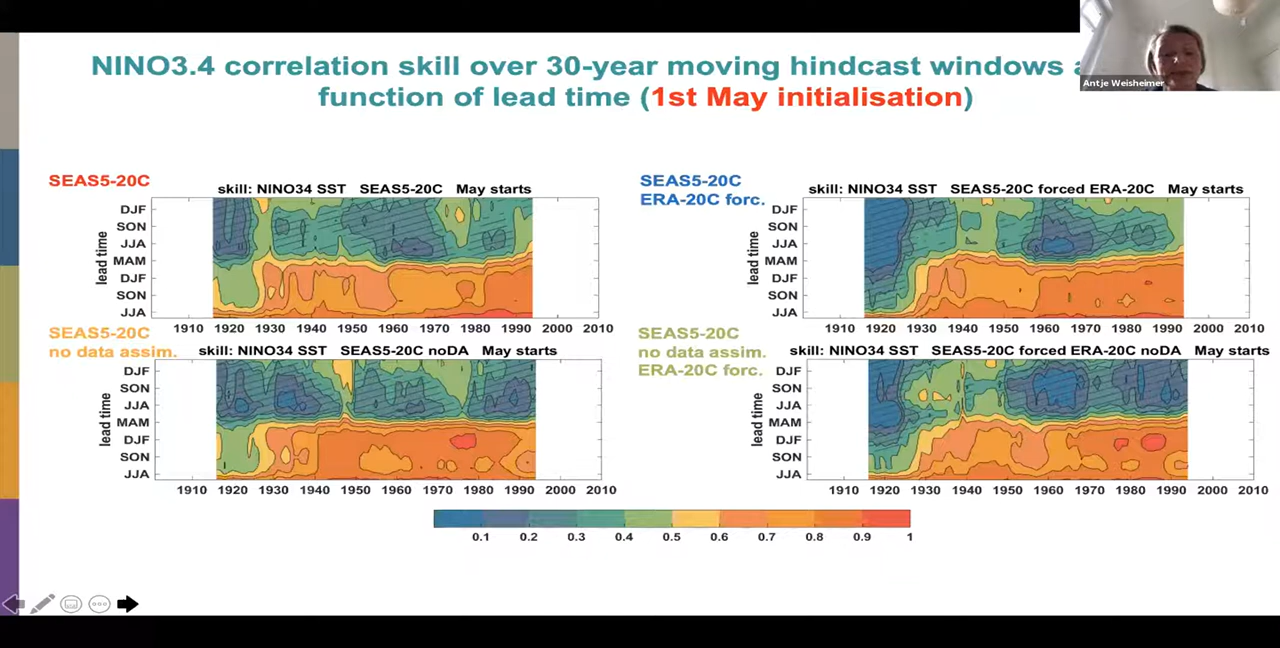 NINO3.4 correlation skill over 30-year moving hindcast windows
function of lead time (1st May initialisation)
Antje Weisheimer
SEAS5-20C
skill: NINO34 SST SEAS5-20C May starts
lead time
DJF
SON
JJA
MAM
DJF
SON
JJA
1910 1920 1930 1940 1950 1960 1970 1980 1990 2000 2010
SEAS5-20C
ERA-20C forc.
skill: NINO34 SST SEAS5-20C forced ERA-20C May starts
lead time
DJF
SON
JJA
MAM
DJF
SON
JJA
1910 1920 1930 1940 1950 1960 1970 1980 1990 2000 2010
SEAS5-20C
no data assim.
skill: NINO34 SST SEAS5-20C noDA May starts
lead time
DJF
SON
JJA
MAM
DJF
SON
JJA
1910 1920 1930 1940 1950 1960 1970 1980 1990 2000 2010
SEAS5-20C
no data assim.
ERA-20C forc.
skill: NINO34 SST SEAS5-20C forced ERA-20C noDA May starts
lead time
DJF
SON
JJA
MAM
DJF
SON
JJA
1910 1920 1930 1940 1950 1960 1970 1980 1990 2000 2010
0.1 0.2 0.3 0.4 0.5 0.6 0.7 0.8 0.9 1